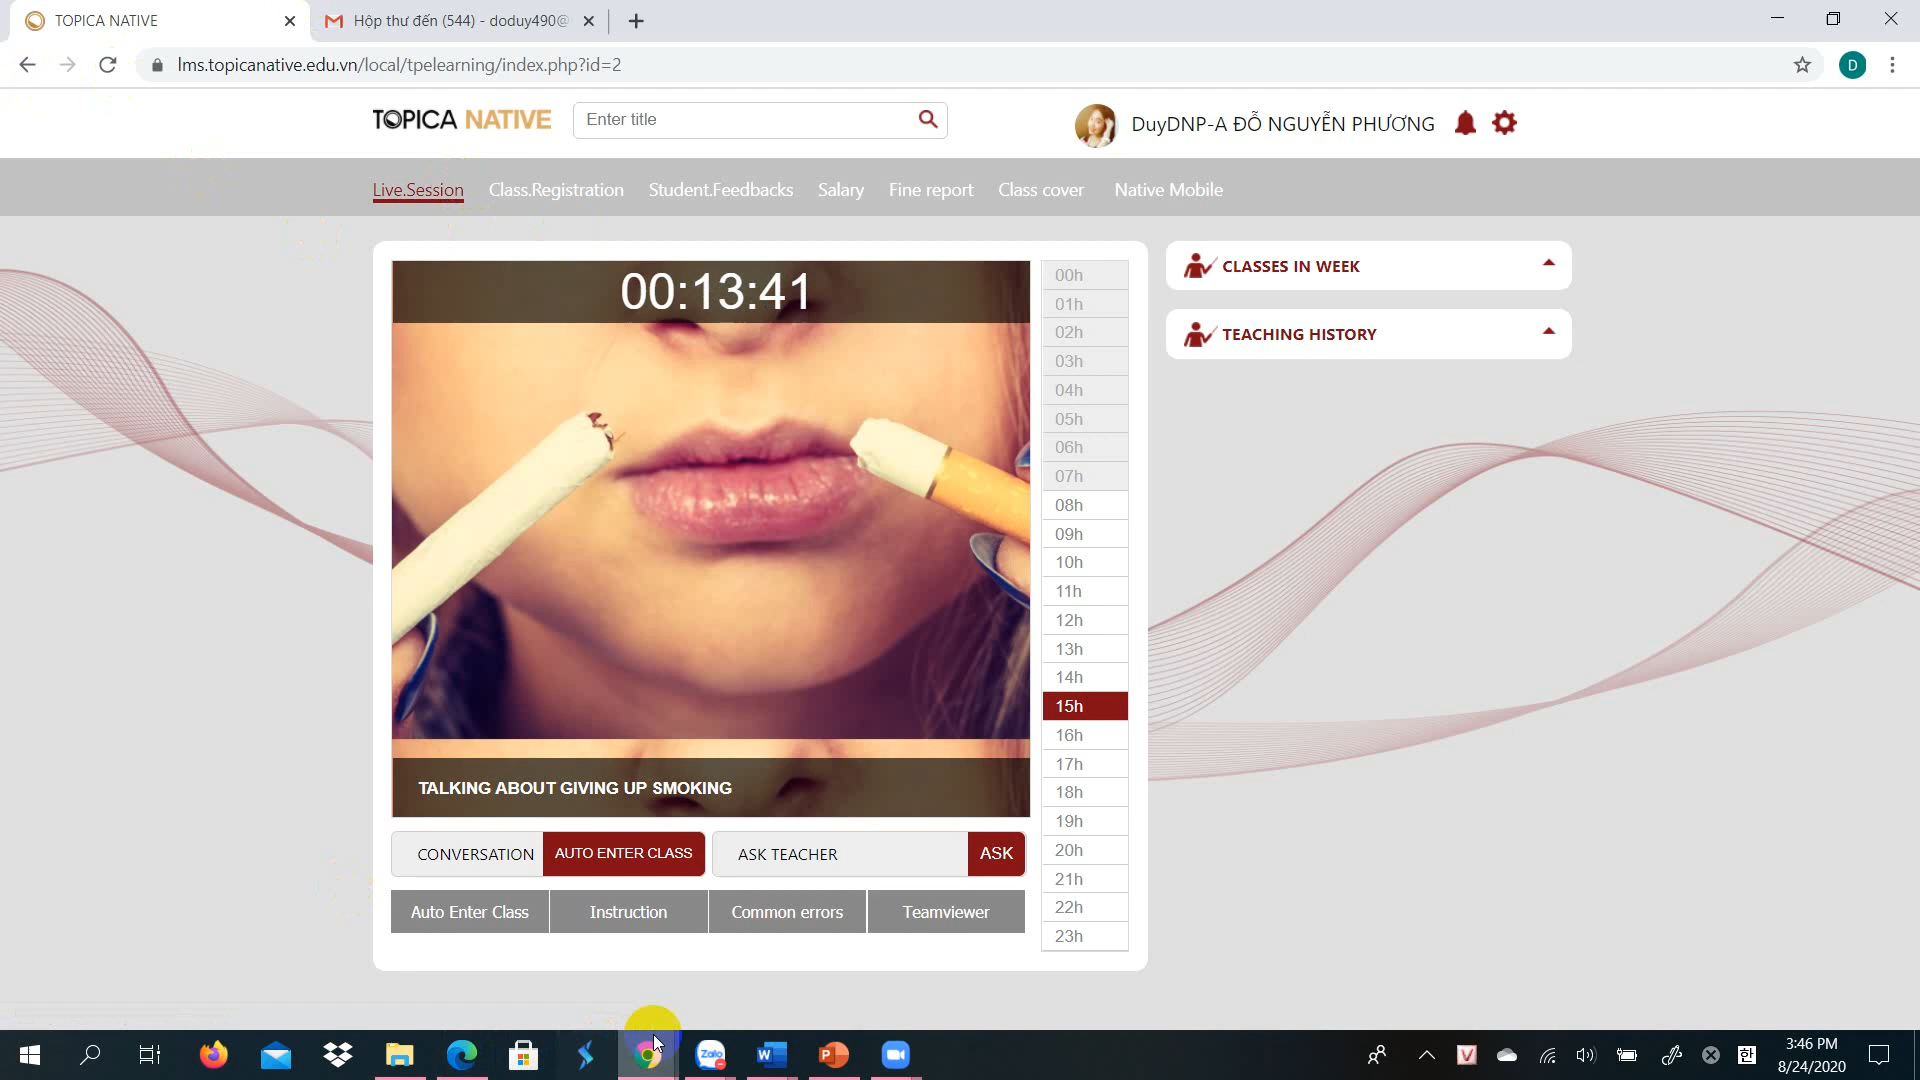 TOPICA NATIVE
Hộp thư đến (544) - doduy490@
lms.topicanative.edu.vn/local/tpelearning/index.php?id=2
D
TOPICA NATIVE
Enter title
DuyDNP-A ĐỖ NGUYỄN PHƯƠNG
Live.Session
Class.Registration
Student.Feedbacks
Salary
Fine report
Class cover
Native Mobile
00:13:41
TALKING ABOUT GIVING UP SMOKING
CONVERSATION
AUTO ENTER CLASS
ASK TEACHER
ASK
Auto Enter Class
Instruction
Common errors
Teamviewer
00h
01h
02h
03h
04h
05h
06h
07h
08h
09h
10h
11h
12h
13h
14h
15h
16h
17h
18h
19h
20h
21h
22h
23h
CLASSES IN WEEK
TEACHING HISTORY
Zalo
W
P
V
한
3:46 PM
8/24/2020